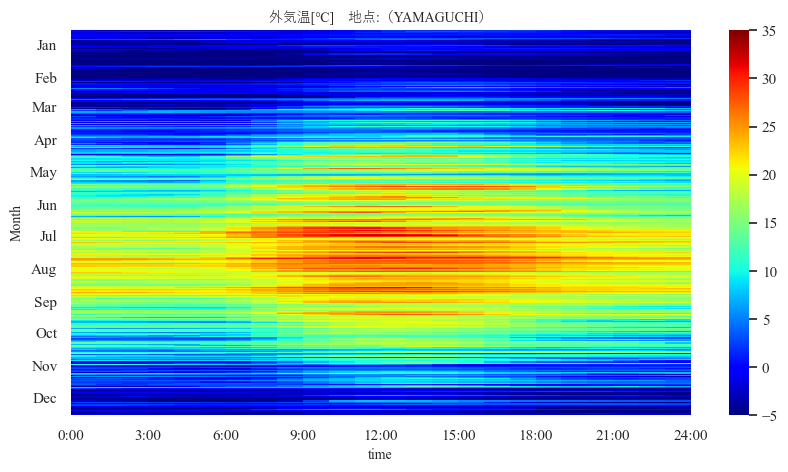 外気温[℃] 地点:（YAMAGUCHI）
Month
Jan
Feb
Mar
Apr
May
Jun
Jul
Aug
Sep
Oct
Nov
Dec
0:00 3:00 6:00 9:00 12:00 15:00 18:00 21:00 24:00
time
35
30
25
20
15
10
5
0
−5